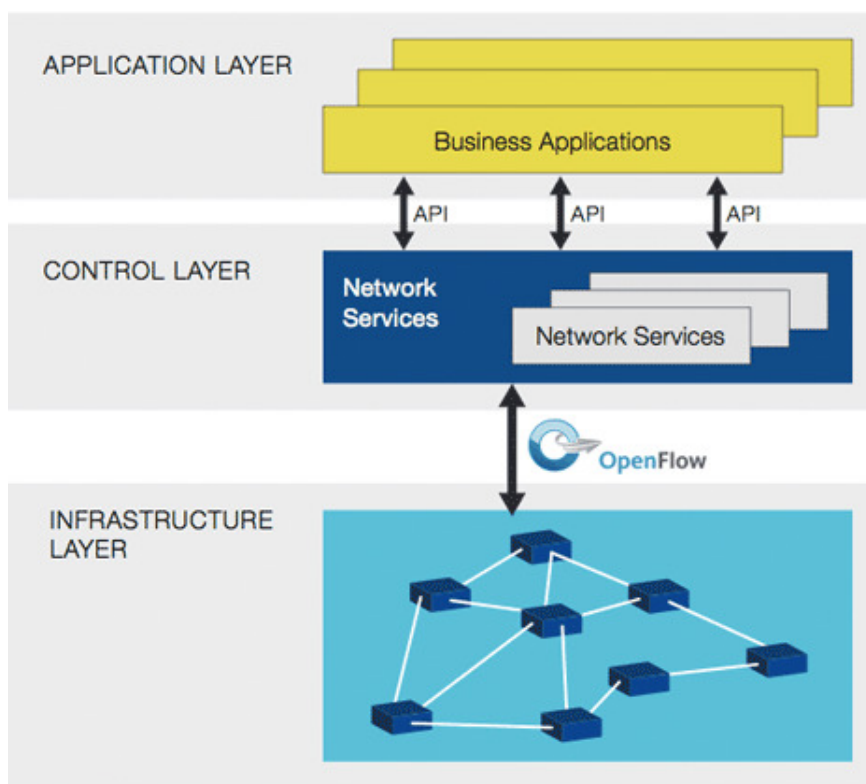 APPLICATION LAYER
Business Applications
API
API
API
CONTROL LAYER
Network
Services
Network Services
OpenFlow
INFRASTRUCTURE
LAYER